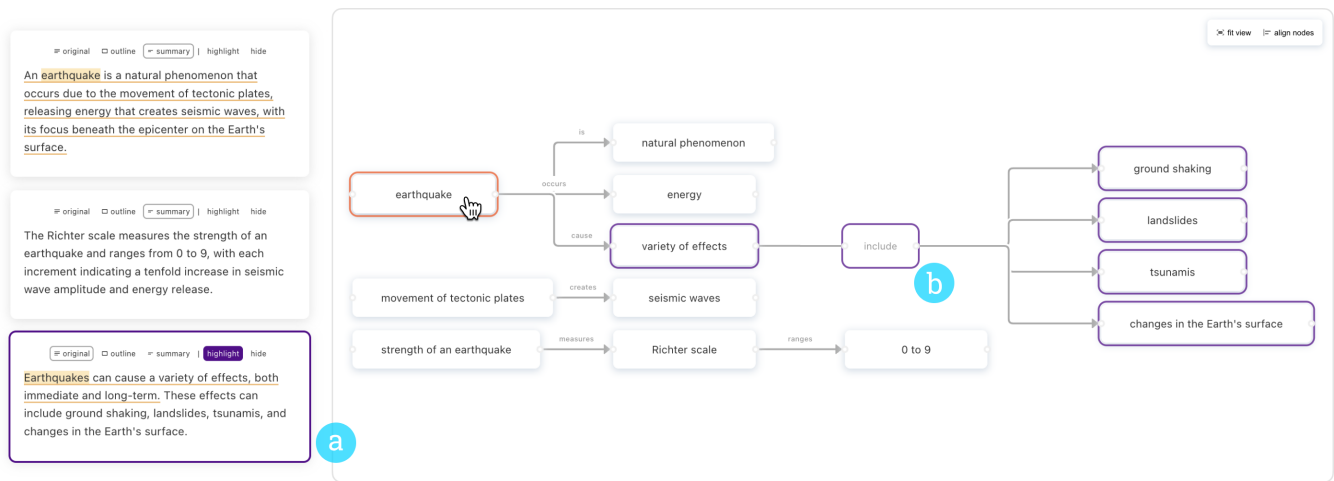 original outline summary | highlight hide
An earthquake is a natural phenomenon that
occurs due to the movement of tectonic plates,
releasing energy that creates seismic waves, with
its focus beneath the epicenter on the Earth's
surface.
original outline summary | highlight hide
The Richter scale measures the strength of an
earthquake and ranges from 0 to 9, with each
increment indicating a tenfold increase in seismic
wave amplitude and energy release.
original outline summary | highlight hide
Earthquakes can cause a variety of effects, both
immediate and long-term. These effects can
include ground shaking, landslides, tsunamis, and
changes in the Earth's surface.
a
fit view align nodes
is
natural phenomenon
earthquake
occurs
energy
cause
variety of effects
include
b
ground shaking
landslides
tsunamis
changes in the Earth's surface
movement of tectonic plates
creates
seismic waves
strength of an earthquake
measures
Richter scale
ranges
0 to 9